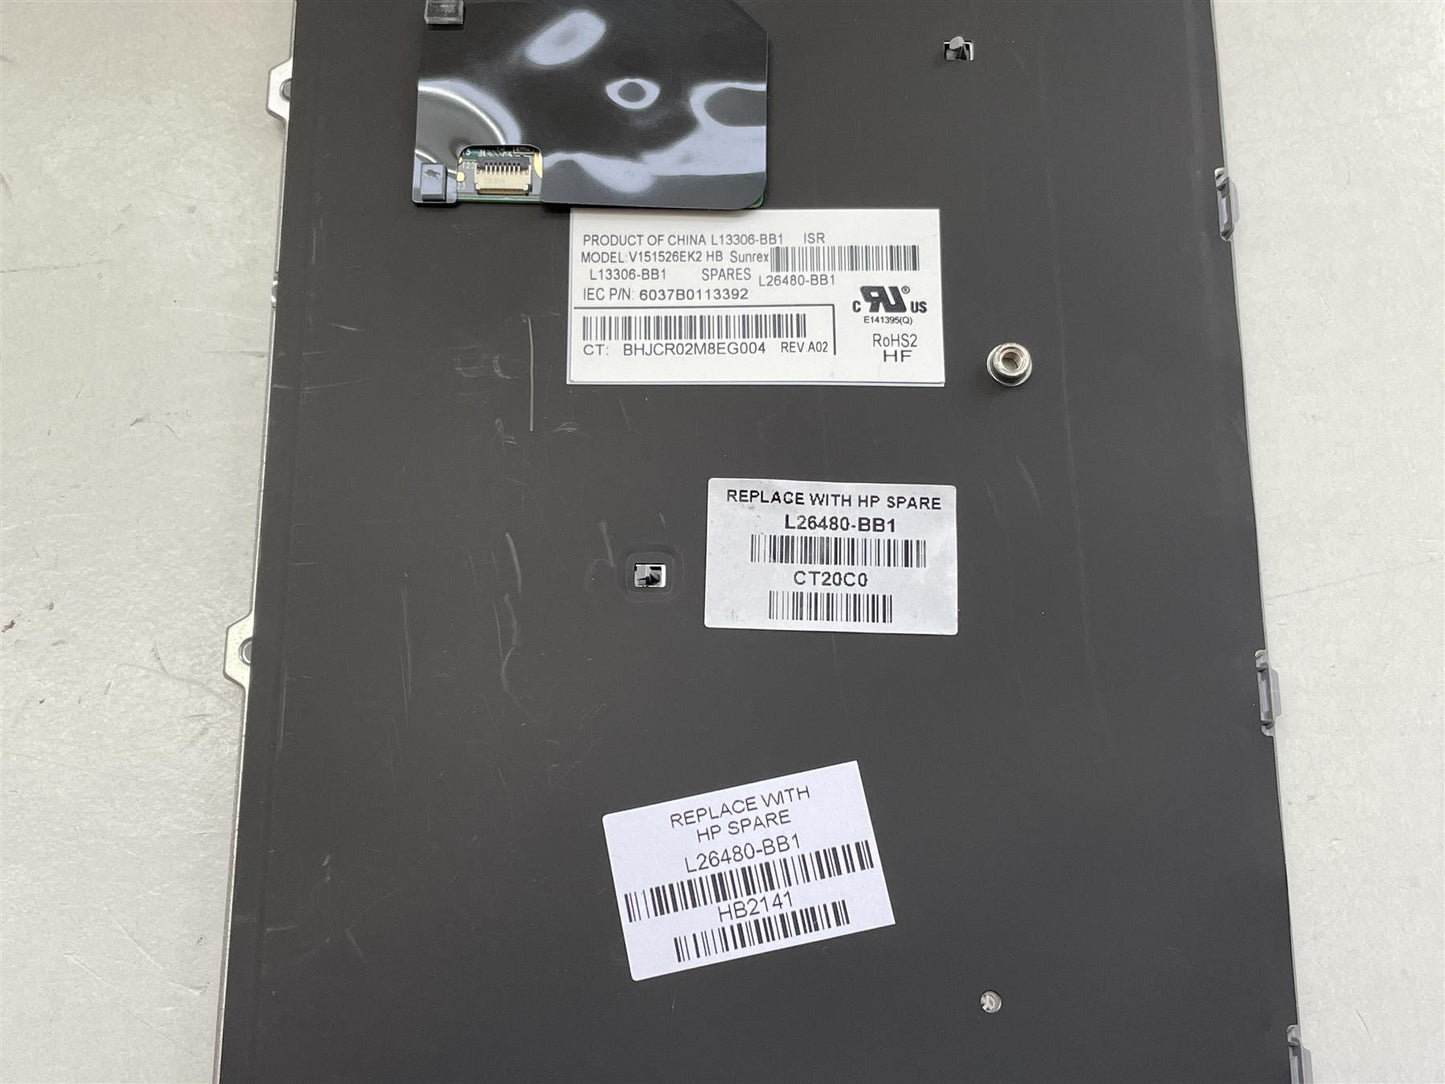 PRODUCT OF CHINA L13306-BB1 ISR
MODEL:V151526EK2 HB Sunrex
L13306-BB1 SPARES L26480-BB1
IEC P/N: 6037B0113392
C RU US
E141395(Q)
CT: BHJCR02M8EG004 REV A02
RoHS2
HF
REPLACE WITH HP SPARE
L26480-BB1
CT20C0
REPLACE WITH
HP SPARE
L26480-BB1
HB2141